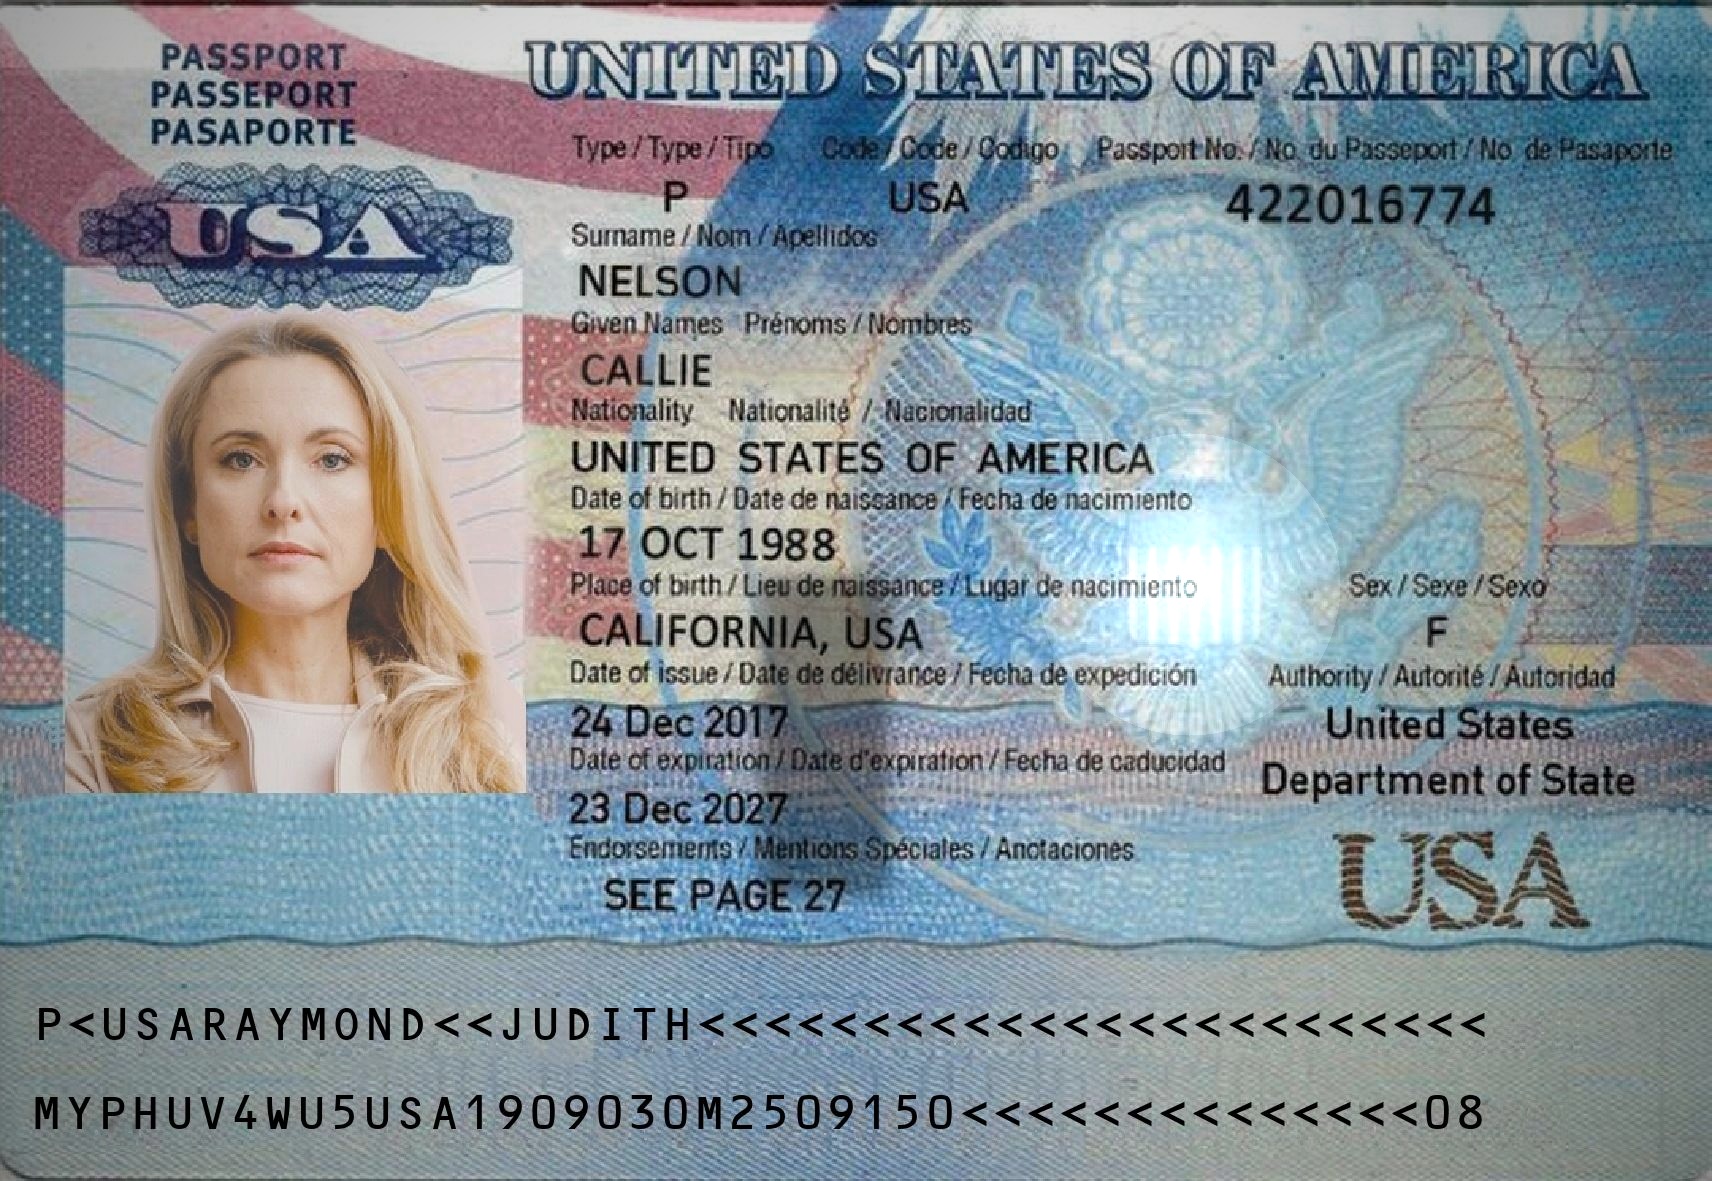 PASSPORT
PASSEPORT
PASAPORTE
USA
UNITED STATES OF AMERICA
Type / Type / Tipo Code / Code / Codigo Passport No. / No. du Passeport / No de Pasaporte
P USA 422016774
Surname / Nom / Apellidos
NELSON
Given Names Prénoms / Nombres
CALLIE
Nationality Nationalité / Nacionalidad
UNITED STATES OF AMERICA
Date of birth / Date de naissance / Fecha de nacimiento
17 OCT 1988
Place of birth / Lieu de naissance / Lugar de nacimiento Sex / Sexe / Sexo
CALIFORNIA, USA F
Date of issue / Date de délivrance / Fecha de expedición Authority / Autorité / Autoridad
24 Dec 2017 United States
Date of expiration / Date d'expiration / Fecha de caducidad Department of State
23 Dec 2027
Endorsements / Mentions Spéciales / Anotaciones
SEE PAGE 27 USA
P<USARAYMOND<<JUDITH<<<<<<<<<<<<<<<<<<<<<<<<
MYPHUV4WU5USA1909030M2509150<<<<<<<<<<<<<<08